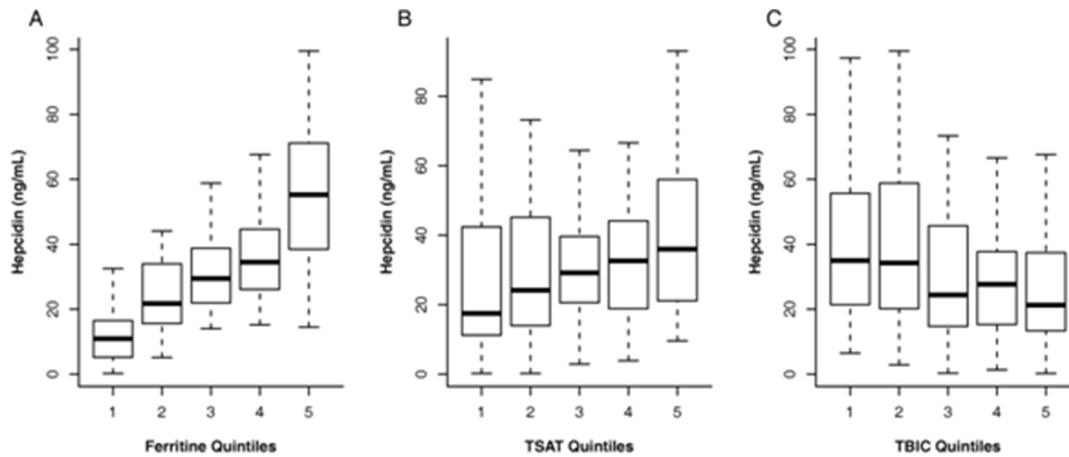 A
B
C
100
80
60
40
20
0
Hepcidin (ng/mL)
1 2 3 4 5
Ferritine Quintiles
80
60
40
20
0
Hepcidin (ng/mL)
1 2 3 4 5
TSAT Quintiles
100
80
60
40
20
0
Hepcidin (ng/mL)
1 2 3 4 5
TBIC Quintiles